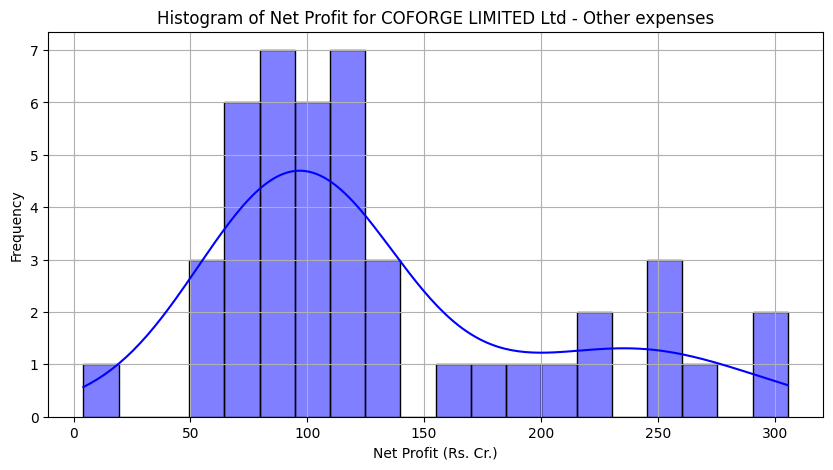 Histogram of Net Profit for COFORGE LIMITED Ltd - Other expenses
Frequency
7
6
5
4
3
2
1
0
0 50 100 150 200 250 300
Net Profit (Rs. Cr.)